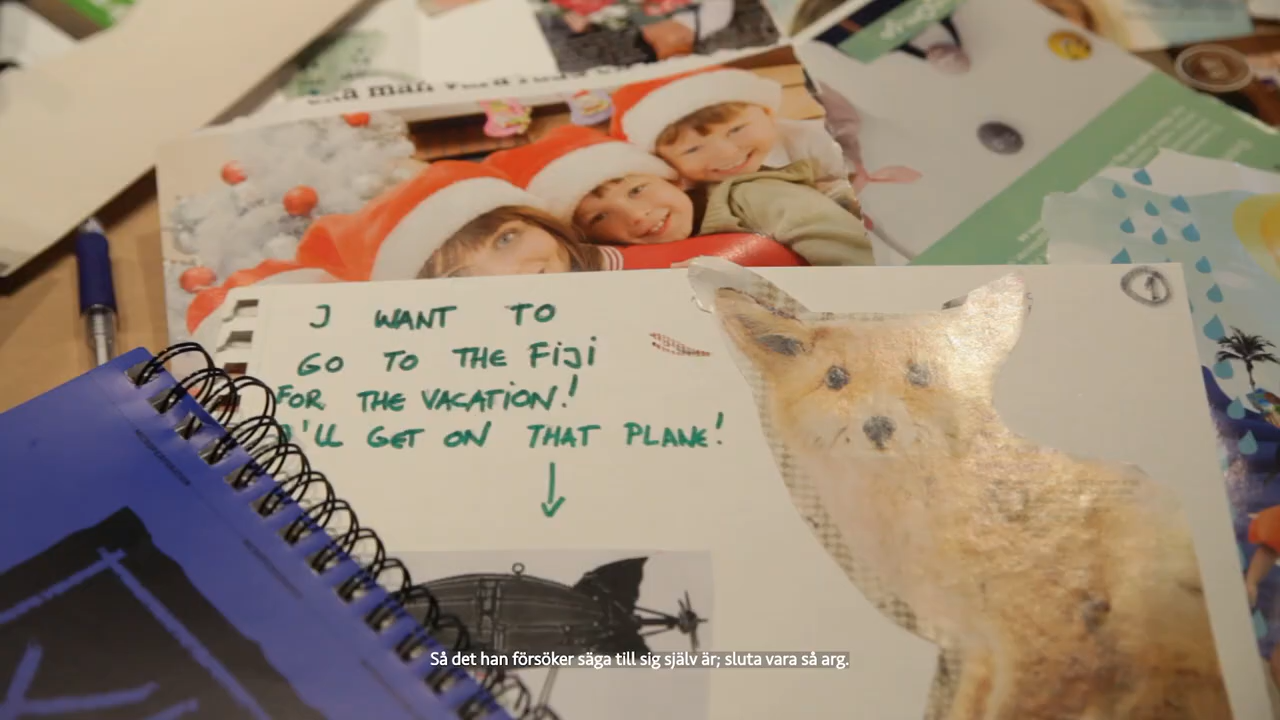 J WANT TO
GO TO THE FIJI
FOR THE VACATION!
I'LL GET ON THAT PLANE!
Så det han försöker säga till sig själv är; sluta vara så arg.